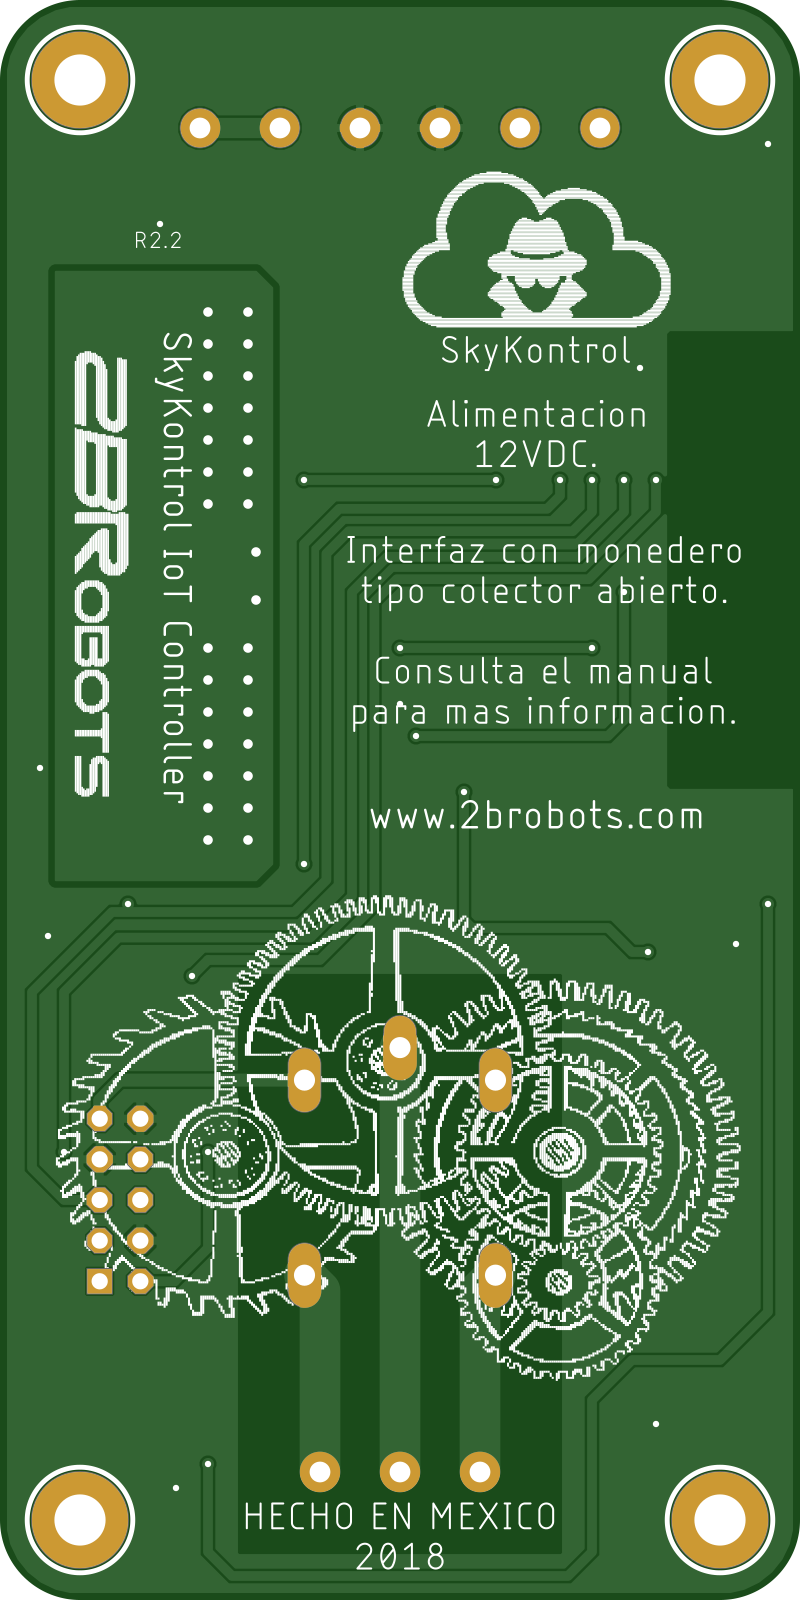 R2.2
SkyKontrol
Alimentacion
12VDC.
2BROBOTS
SkyKontrol IoT Controller
Interfaz con monedero
tipo colector abierto.
Consulta el manual
para mas informacion.
www.2brobots.com
HECHO EN MEXICO
2018